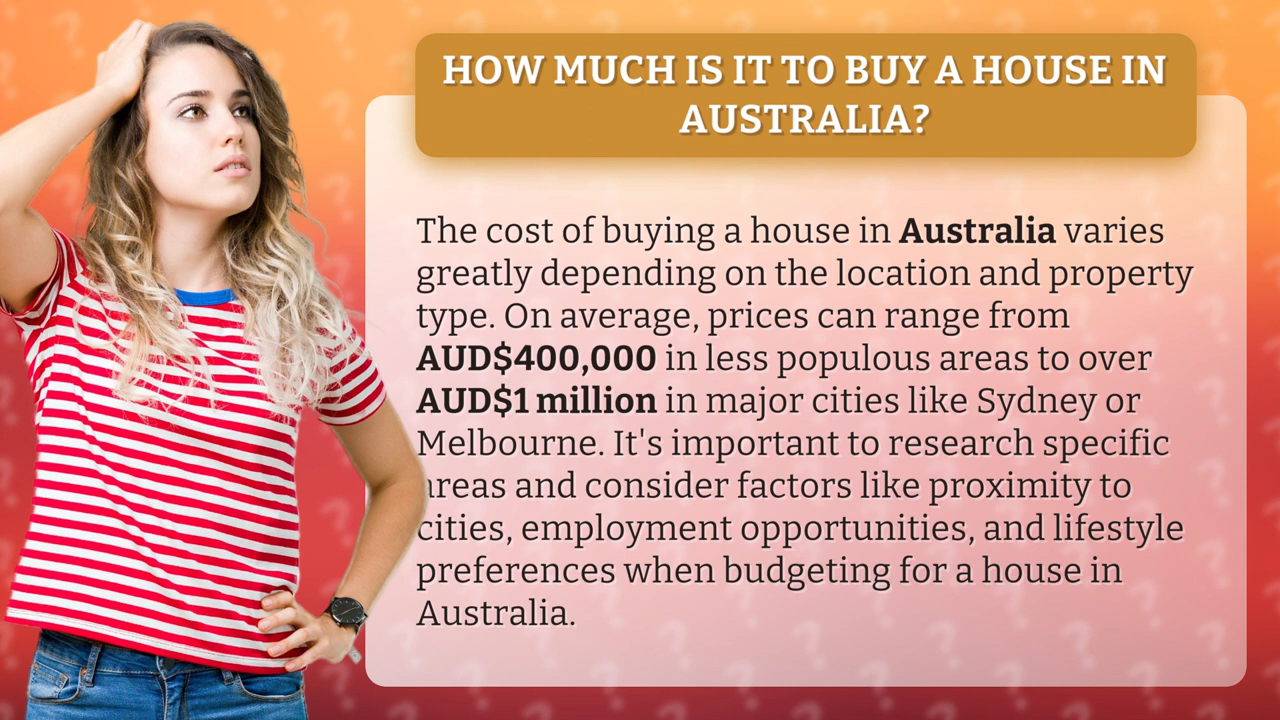 HOW MUCH IS IT TO BUY A HOUSE IN
AUSTRALIA?
The cost of buying a house in Australia varies
greatly depending on the location and property
type. On average, prices can range from
AUD$400,000 in less populous areas to over
AUD$1 million in major cities like Sydney or
Melbourne. It's important to research specific
areas and consider factors like proximity to
cities, employment opportunities, and lifestyle
preferences when budgeting for a house in
Australia.